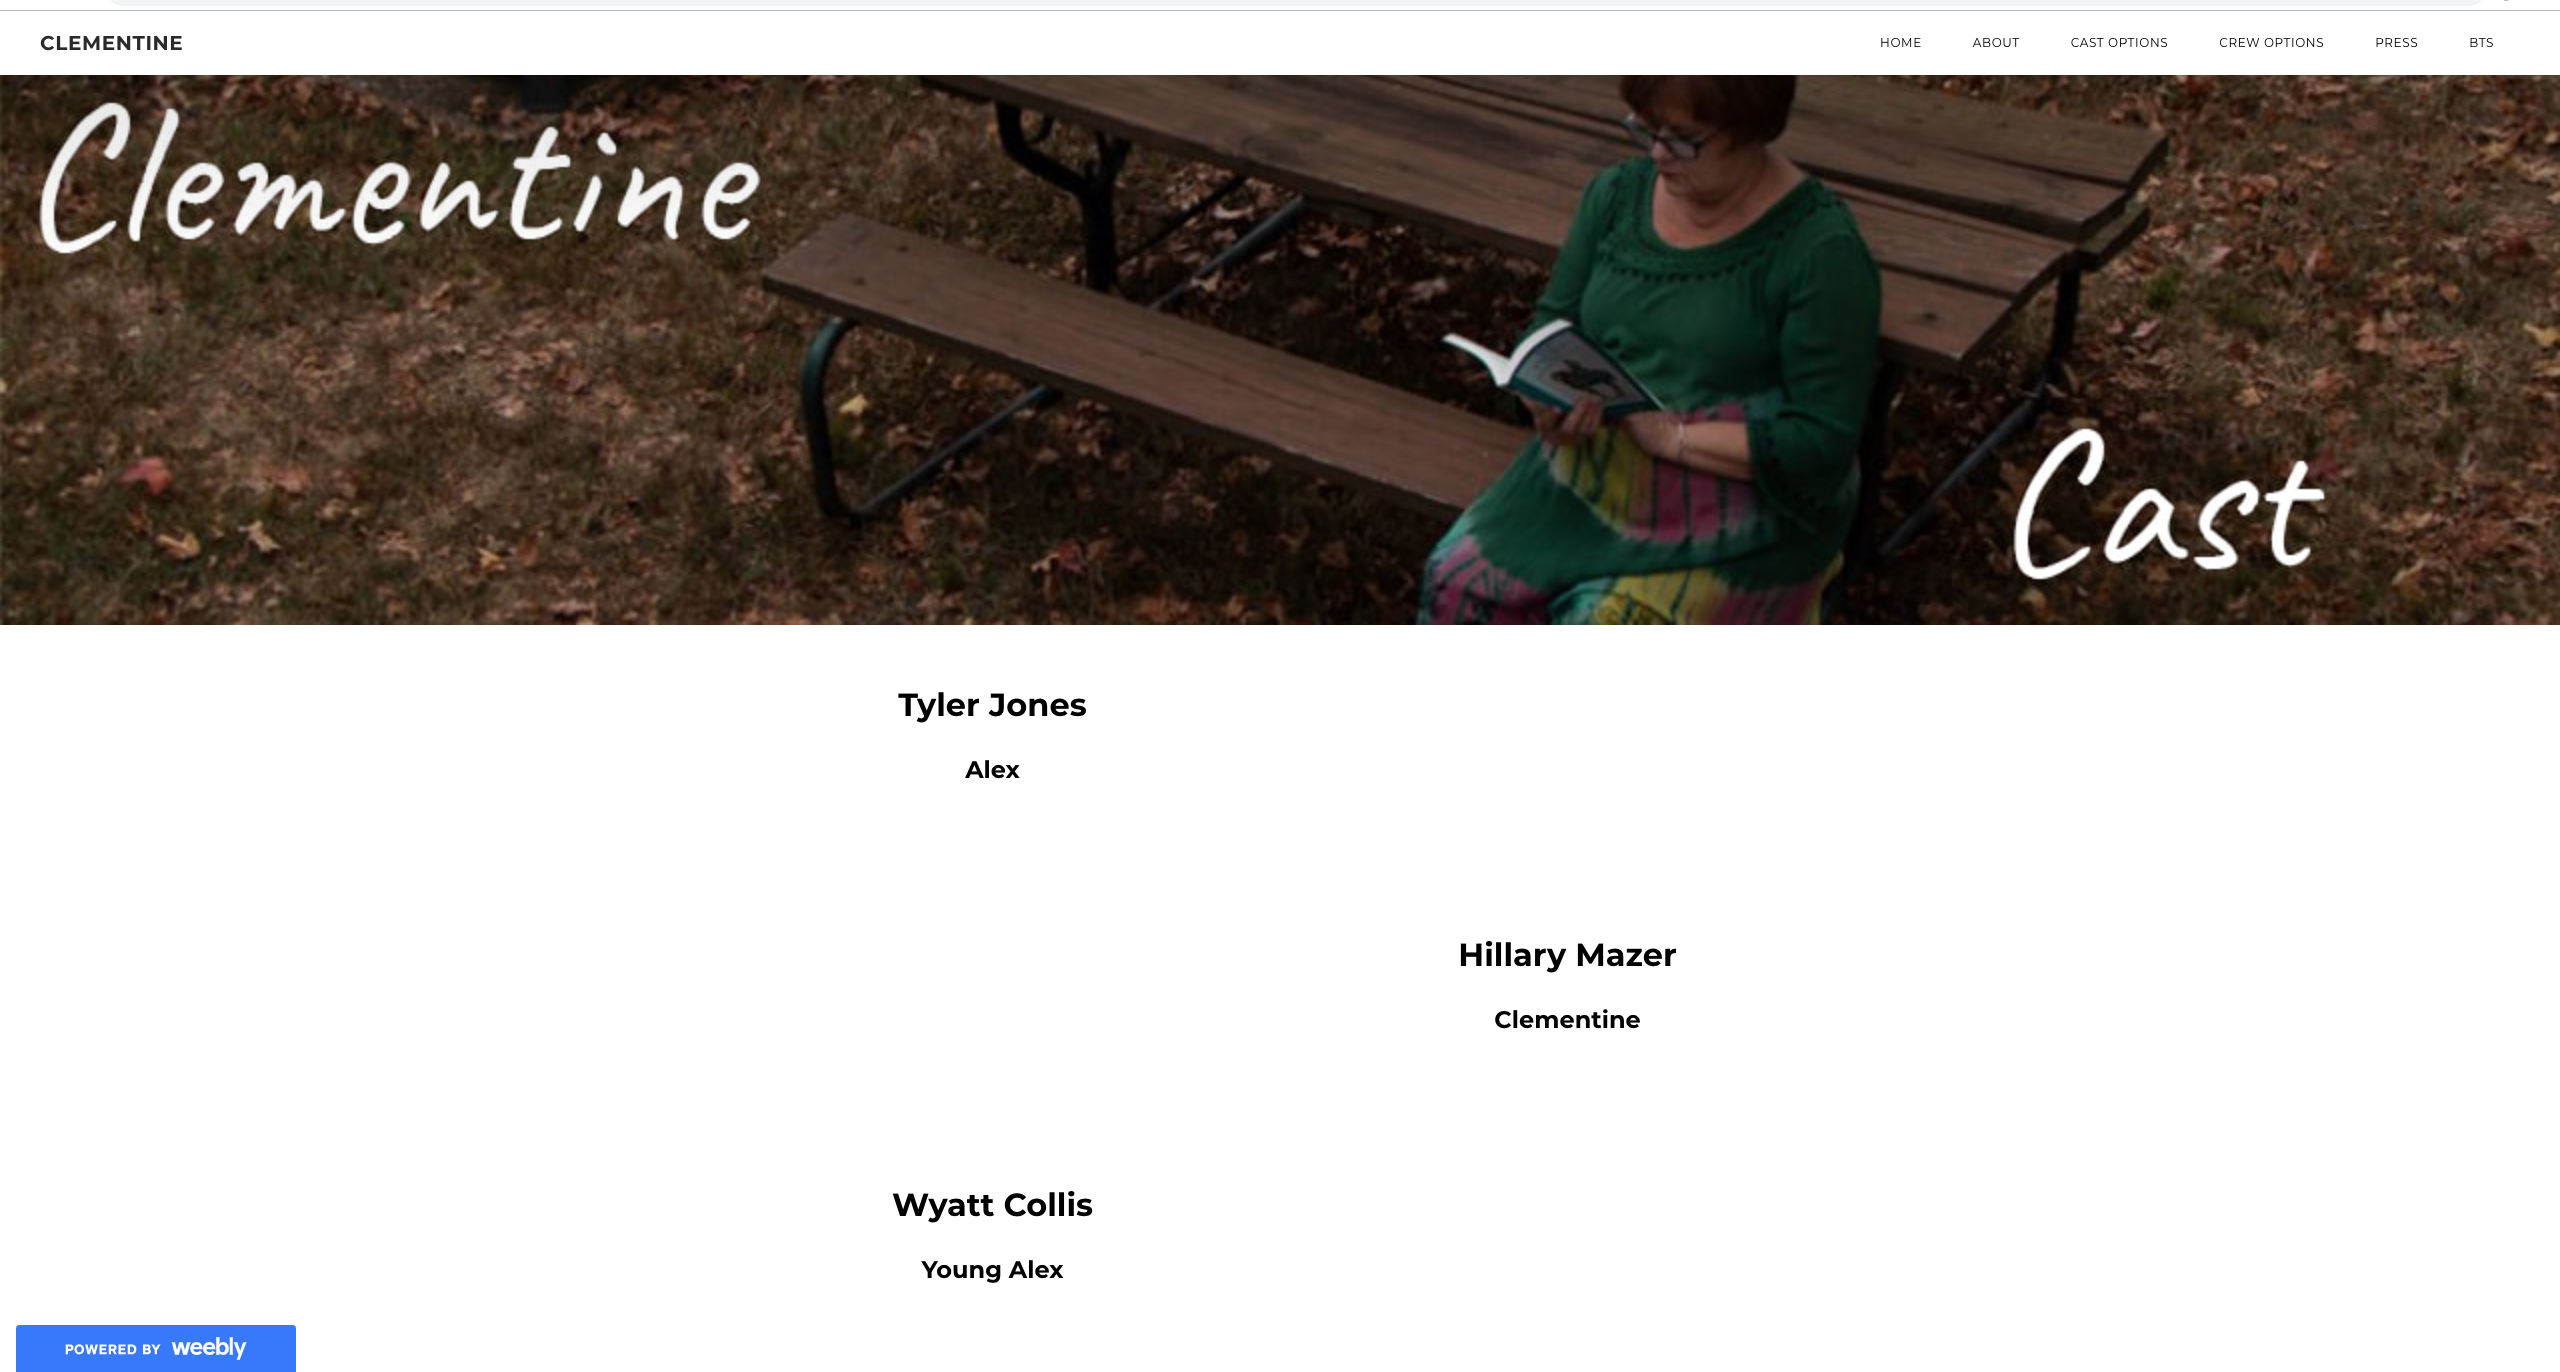 CLEMENTINE
HOME ABOUT CAST OPTIONS CREW OPTIONS PRESS BTS
Clementine
Cast
Tyler Jones
Alex
Hillary Mazer
Clementine
Wyatt Collis
Young Alex
POWERED BY weebly